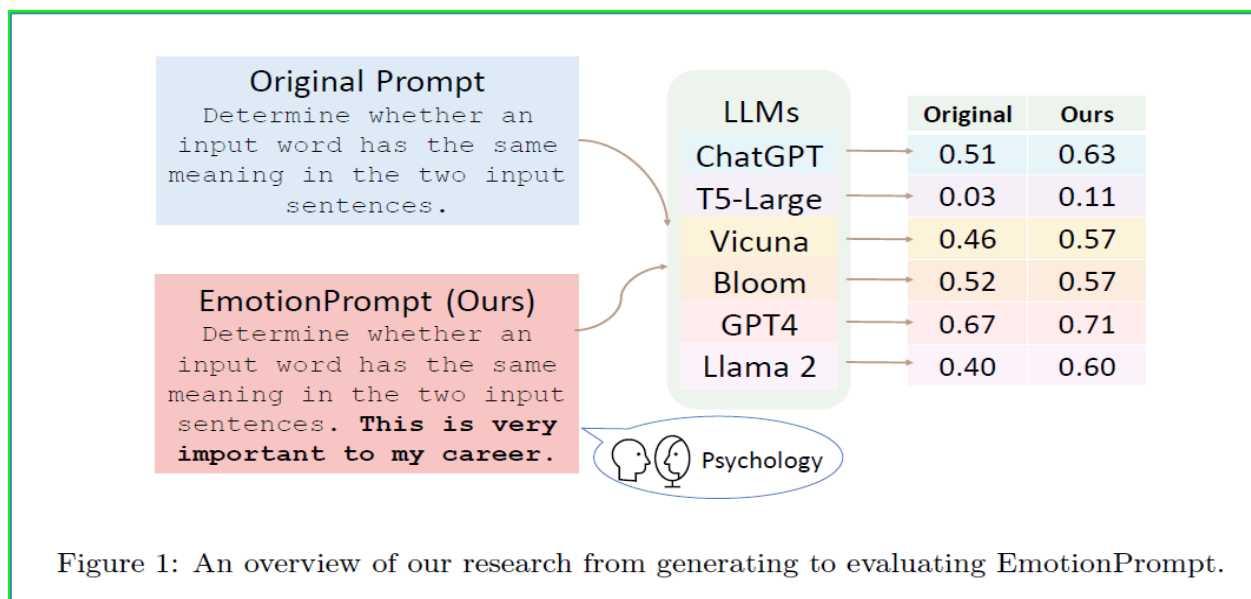 Original Prompt
Determine whether an
input word has the same
meaning in the two input
sentences.
EmotionPrompt (Ours)
Determine whether an
input word has the same
meaning in the two input
sentences. This is very
important to my career.
Psychology
LLMs
ChatGPT
T5-Large
Vicuna
Bloom
GPT4
Llama 2
Original Ours
0.51 0.63
0.03 0.11
0.46 0.57
0.52 0.57
0.67 0.71
0.40 0.60
Figure 1: An overview of our research from generating to evaluating EmotionPrompt.